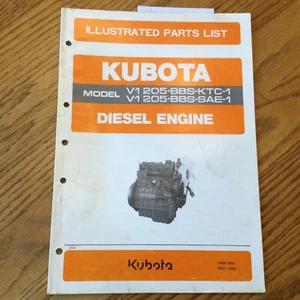 ILLUSTRATED PARTS LIST
KUBOTA
MODEL V1205-BBS-KTC-1
V1205-BBS-SAE-1
DIESEL ENGINE
Kubota